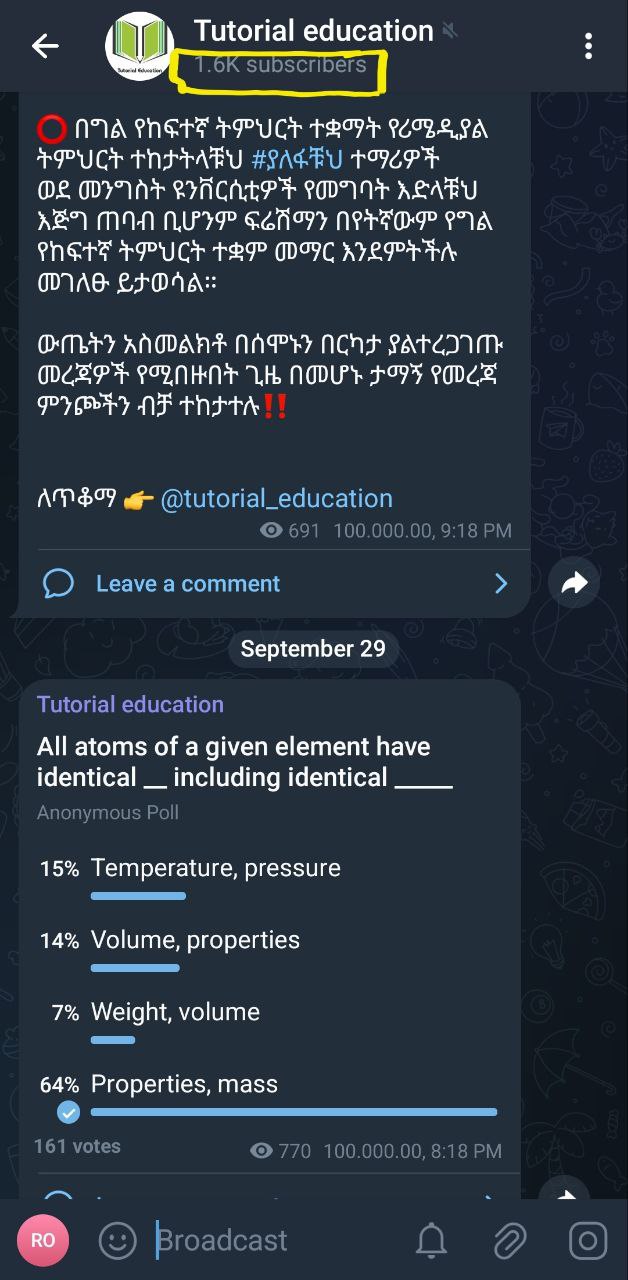 Tutorial education
1.6K subscribers
Tutorial Education
በግል የከፍተኛ ትምህርት ተቋማት የሪሜዲያል
ትምህርት ተከታትላቹህ #ያለፋቹህ ተማሪዎች
ወደ መንግስት ዩንቨርሲቲዎች የመግባት እድላቹህ
እጅግ ጠባብ ቢሆንም ፍሬሽማን በየትኛውም የግል
የከፍተኛ ትምህርት ተቋም መማር እንደምትችሉ
መገለፁ ይታወሳል።
ውጤትን አስመልክቶ በሰሞኑን በርካታ ያልተረጋገጡ
መረጃዎች የሚበዙበት ጊዜ በመሆኑ ታማኝ የመረጃ
ምንጮችን ብቻ ተከታተሉ‼️
ለጥቆማ 👉 @tutorial_education
691 100.000.00, 9:18 PM
Leave a comment
September 29
Tutorial education
All atoms of a given element have
identical __ including identical ____
Anonymous Poll
15% Temperature, pressure
14% Volume, properties
7% Weight, volume
64% Properties, mass
161 votes 770 100.000.00, 8:18 PM
RO Broadcast